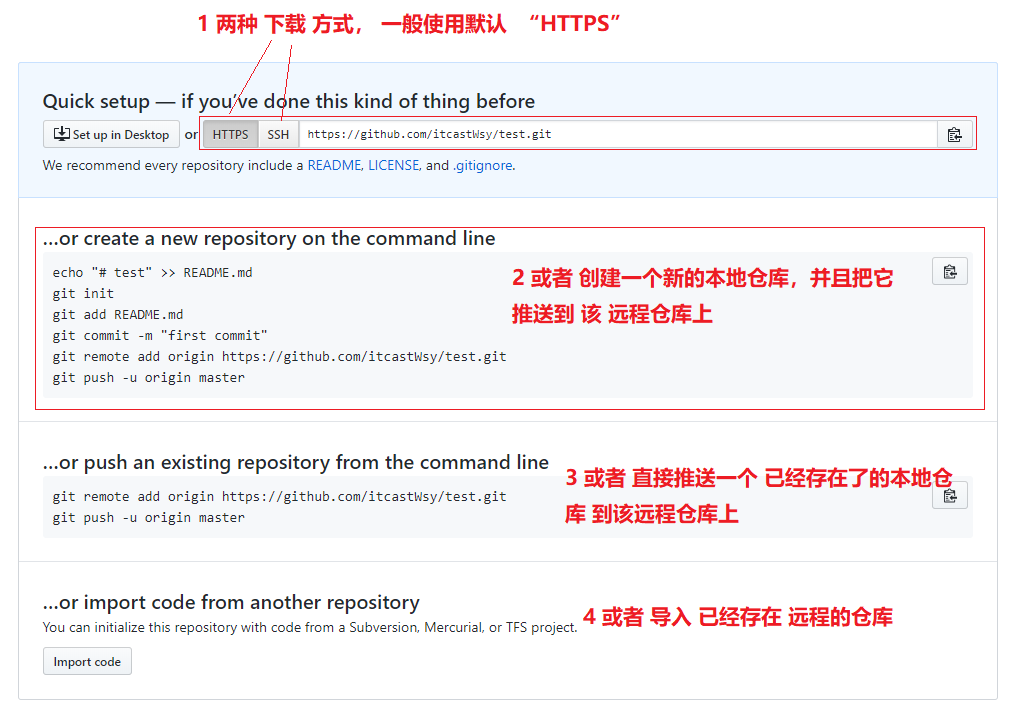 1 两种 下载 方式， 一般使用默认 “HTTPS”
Quick setup — if you've done this kind of thing before
Set up in Desktop or HTTPS SSH https://github.com/itcastWsy/test.git
We recommend every repository include a README, LICENSE, and .gitignore.
…or create a new repository on the command line
echo "# test" >> README.md
git init
git add README.md
git commit -m "first commit"
git remote add origin https://github.com/itcastWsy/test.git
git push -u origin master
2 或者 创建一个新的本地仓库，并且把它
推送到 该 远程仓库上
…or push an existing repository from the command line
git remote add origin https://github.com/itcastWsy/test.git
git push -u origin master
3 或者 直接推送一个 已经存在了的本地仓
库 到该远程仓库上
…or import code from another repository
You can initialize this repository with code from a Subversion, Mercurial, or TFS project.
4 或者 导入 已经存在 远程的仓库
Import code